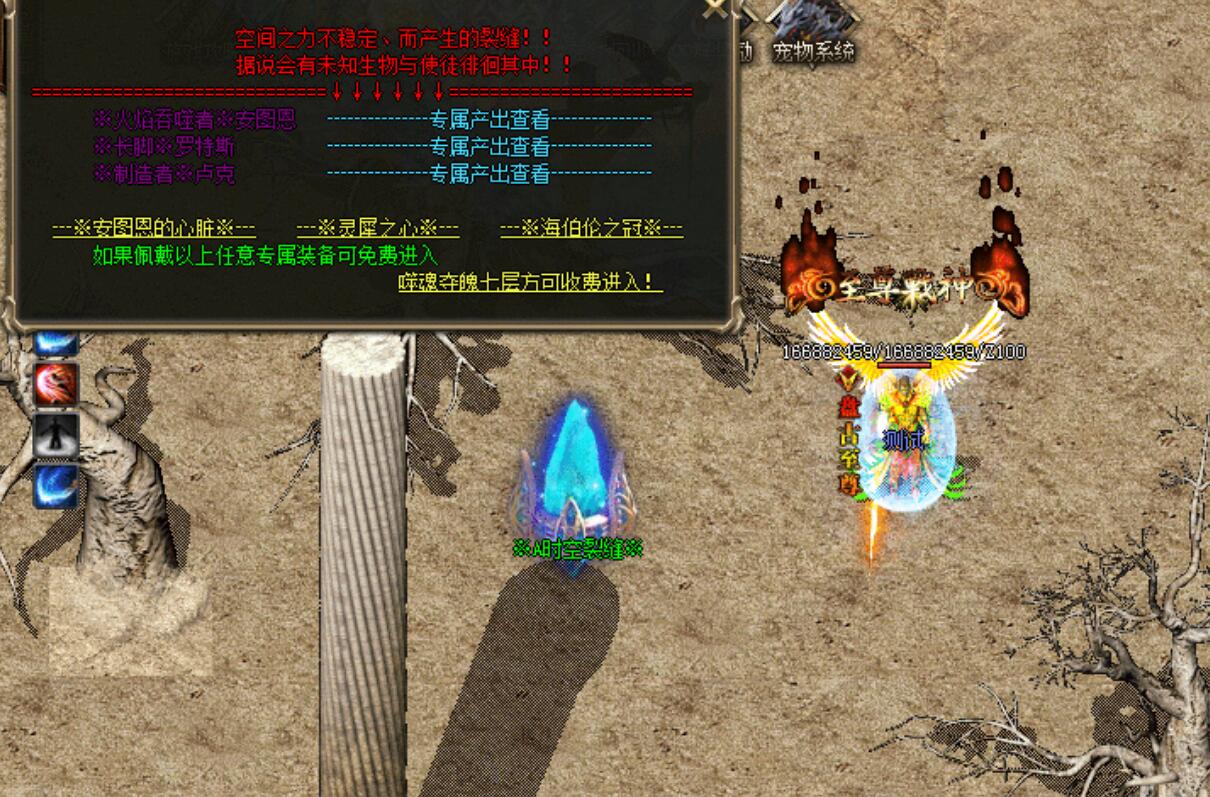 空间之力不稳定、而产生的裂缝！！
据说会有未知生物与使徒徘徊其中！！
=============================↓↓↓↓↓↓========================
※火焰吞噬者※安图恩 ---------------专属产出查看---------------
※长脚※罗特斯 ---------------专属产出查看---------------
※制造者※卢克 ---------------专属产出查看---------------
---※安图恩的心脏※--- ---※灵犀之心※--- ---※海伯伦之冠※---
如果佩戴以上任意专属装备可免费进入
噬魂夺魄七层方可收费进入！
励
宠物系统
至尊戰神
166882459/166882459/Z100
盘古至尊
测试
※A时空裂缝※